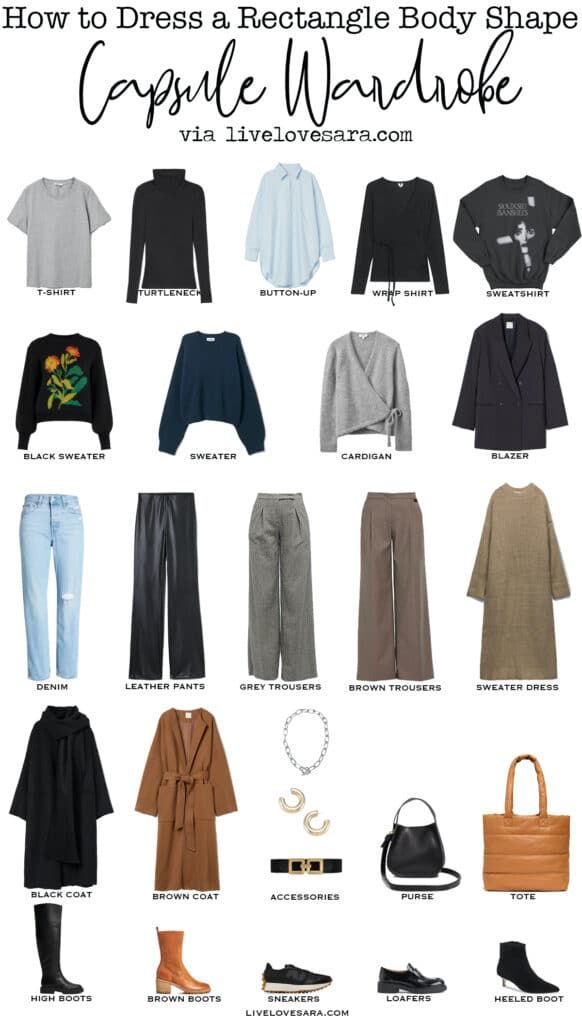 How to Dress a Rectangle Body Shape
Capsule Wardrobe
via livelovesara.com
T-SHIRT
TURTLENECK
BUTTON-UP
WRAP SHIRT
SIOUXSIE
BANSHEES
SWEATSHIRT
BLACK SWEATER
SWEATER
CARDIGAN
BLAZER
DENIM
LEATHER PANTS
GREY TROUSERS
BROWN TROUSERS
SWEATER DRESS
BLACK COAT
BROWN COAT
ACCESSORIES
PURSE
TOTE
HIGH BOOTS
BROWN BOOTS
SNEAKERS
LOAFERS
HEELED BOOT
LIVELOVESARA.COM